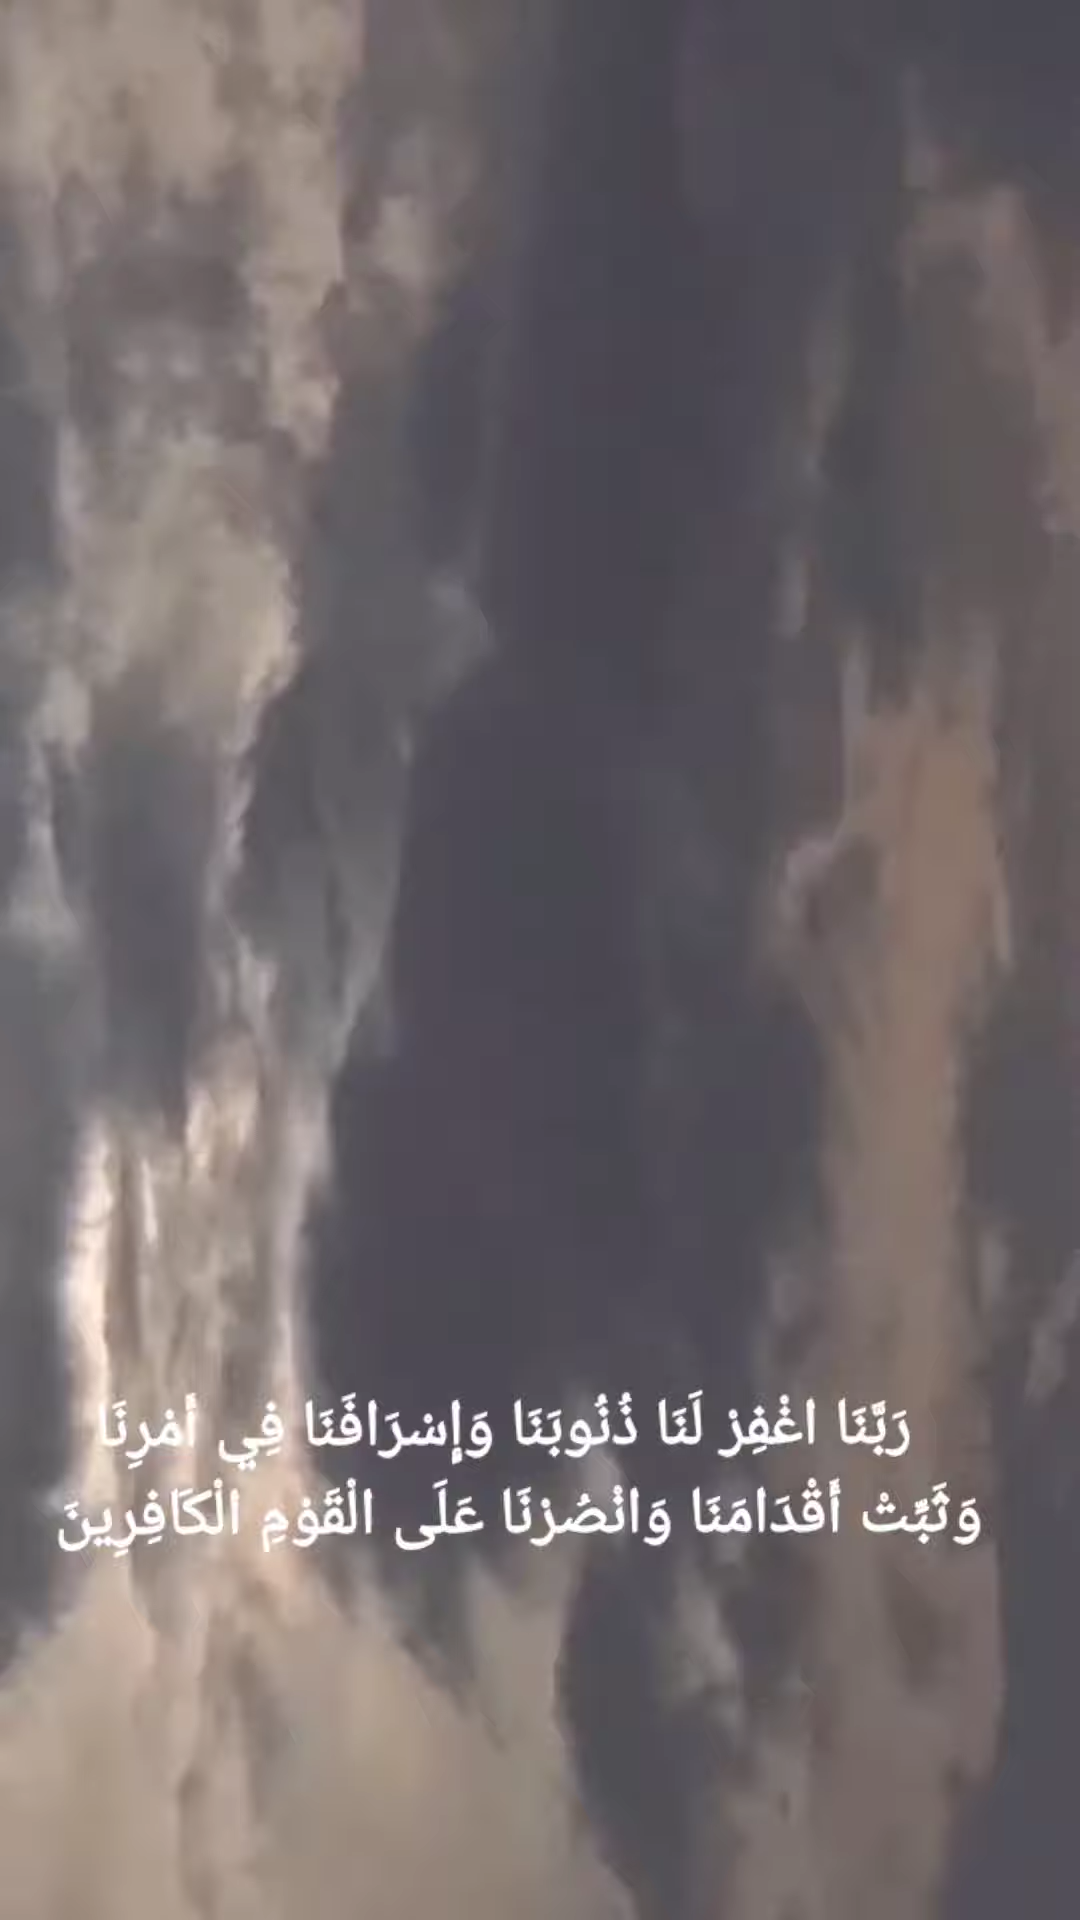 رَبَّنَا اغْفِرْ لَنَا ذُنُوبَنَا وَإِسْرَافَنَا فِي أَمْرِنَا
وَثَبِّتْ أَقْدَامَنَا وَانْصُرْنَا عَلَى الْقَوْمِ الْكَافِرِينَ